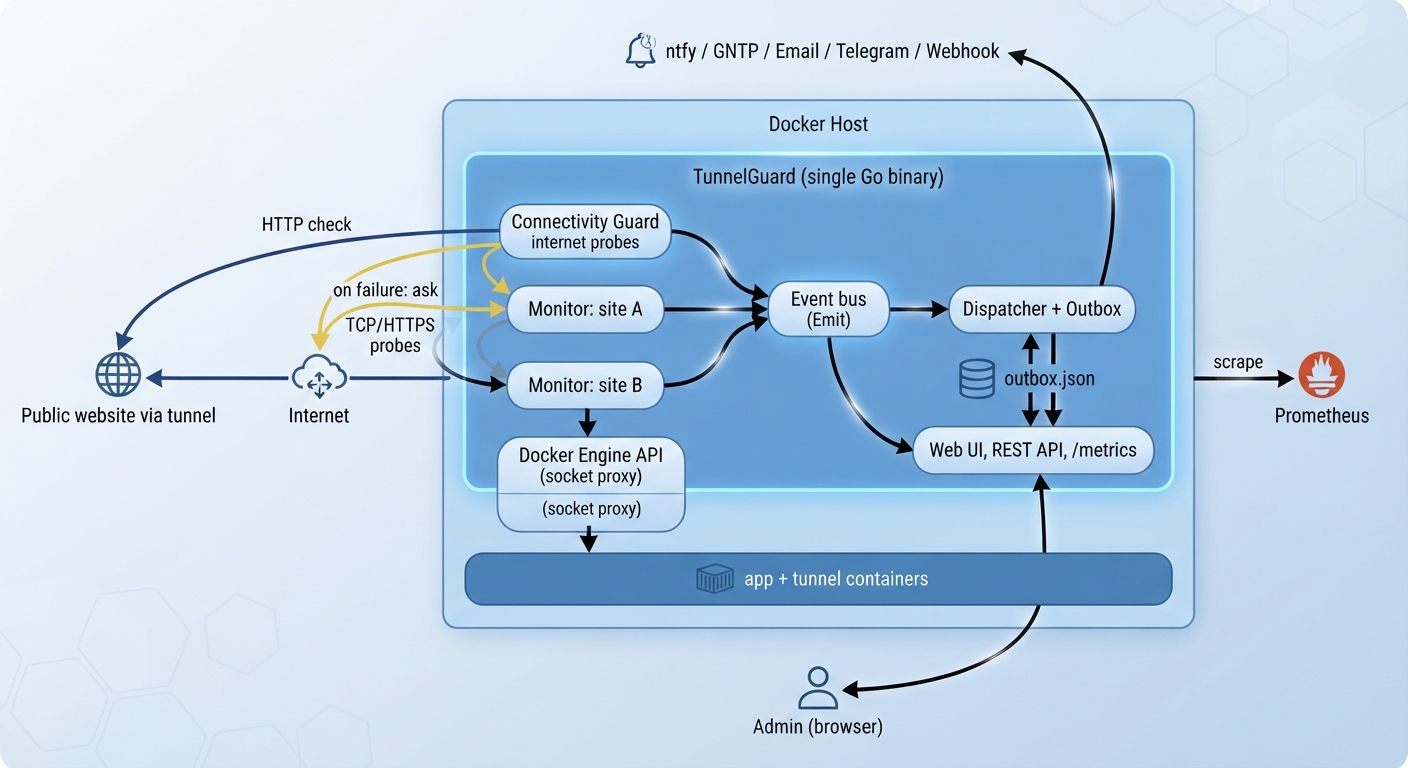 ntfy / GNTP / Email / Telegram / Webhook
Docker Host
TunnelGuard (single Go binary)
HTTP check
Connectivity Guard
internet probes
on failure: ask
Monitor: site A
TCP/HTTPS
probes
Event bus
(Emit)
Dispatcher + Outbox
Monitor: site B
outbox.json
scrape
Public website via tunnel
Internet
Prometheus
Docker Engine API
(socket proxy)
(socket proxy)
Web UI, REST API, /metrics
app + tunnel containers
Admin (browser)